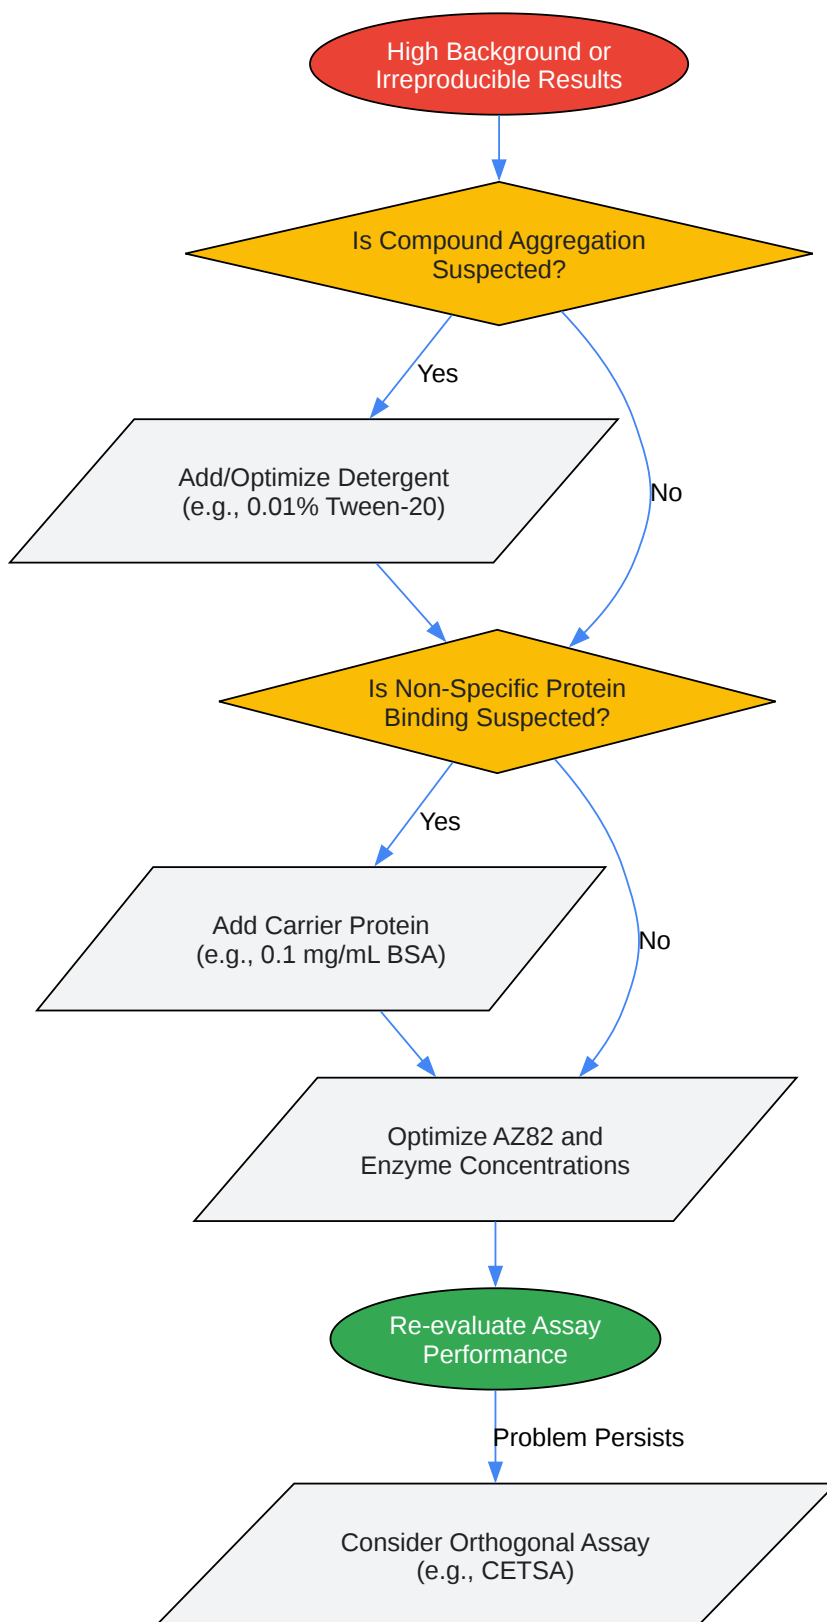 High Background or
Irreproducible Results
Is Compound Aggregation
Suspected?
Yes
Add/Optimize Detergent
(e.g., 0.01% Tween-20)
No
Is Non-Specific Protein
Binding Suspected?
Yes
Add Carrier Protein
(e.g., 0.1 mg/mL BSA)
No
Optimize AZ82 and
Enzyme Concentrations
Re-evaluate Assay
Performance
Problem Persists
Consider Orthogonal Assay
(e.g., CETSA)